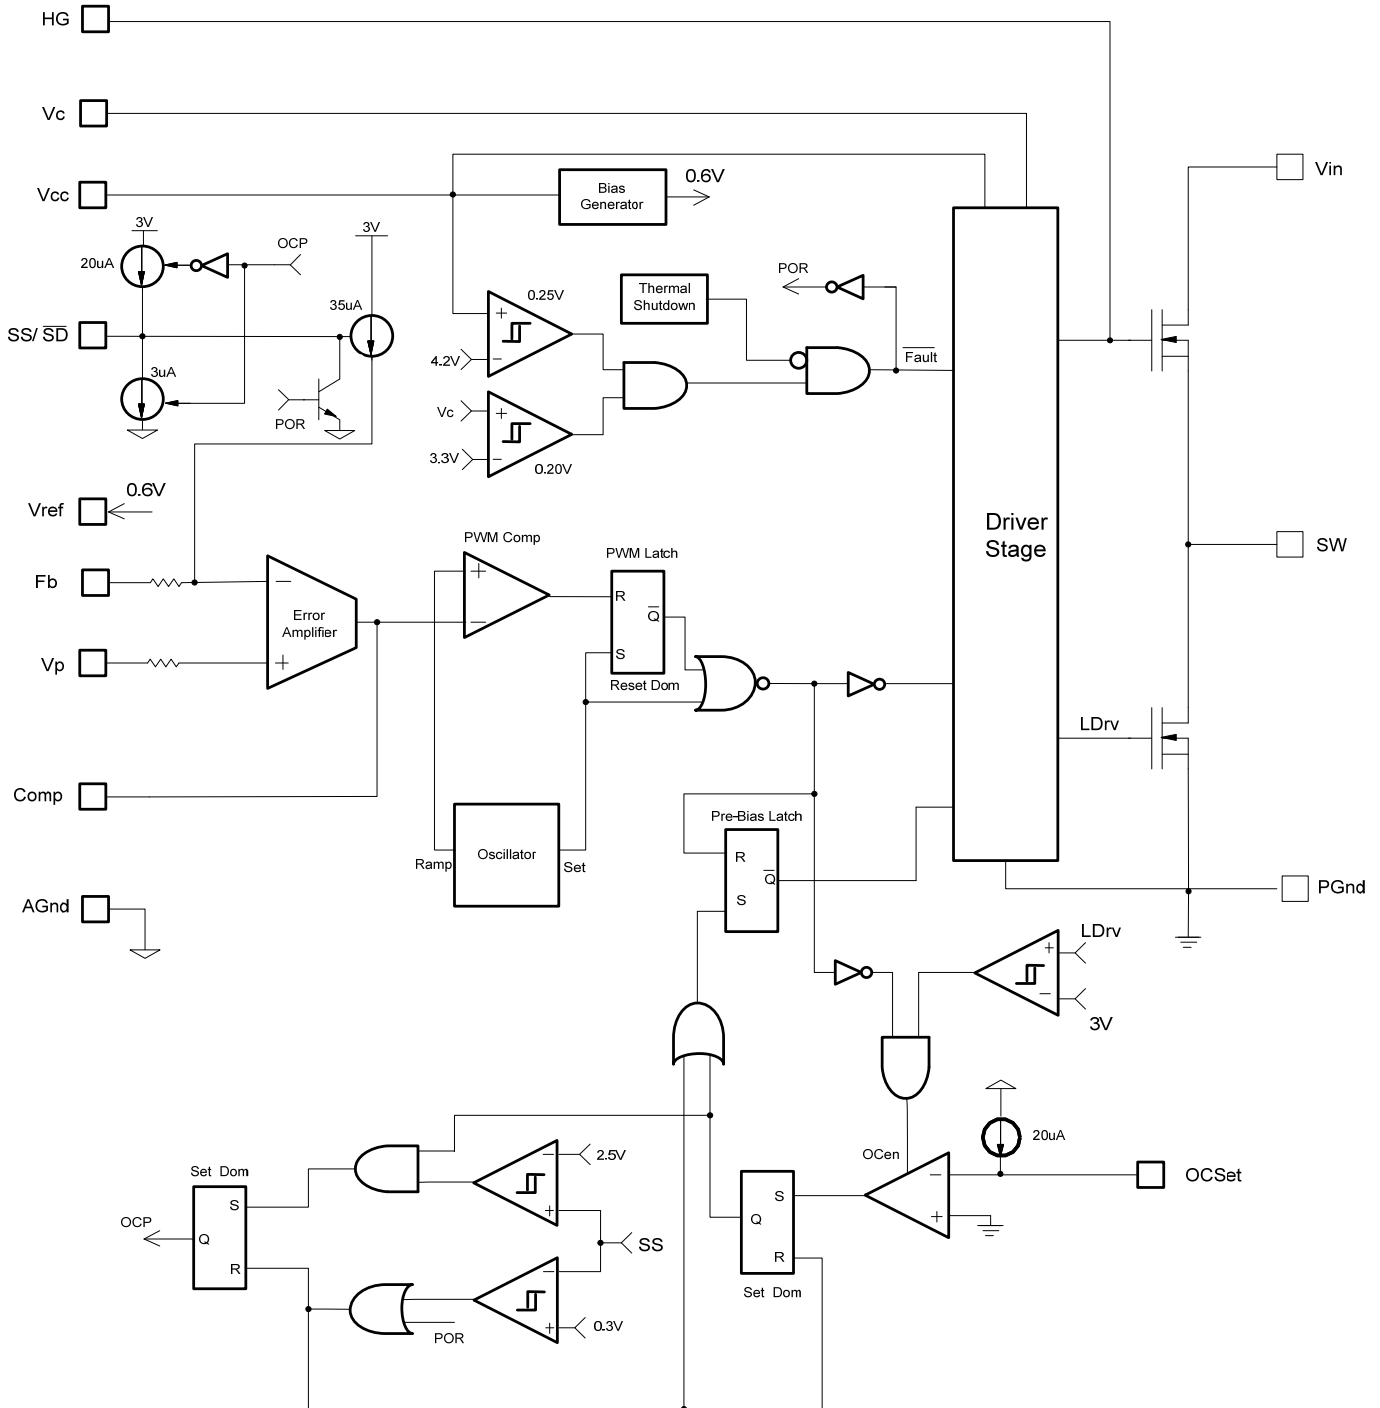 HG
Vc
Vcc
Vin
Bias
Generator
0.6V
3V
3V
OCP
20uA
35uA
SS/ SD
3uA
POR
0.25V
4.2V
Vc
3.3V
0.20V
Thermal
Shutdown
POR
Fault
Vref
0.6V
Driver
Stage
SW
PWM Comp
+
−
PWM Latch
R
Q
S
Reset Dom
Fb
Error
Amplifier
−
+
Vp
LDrv
Comp
Oscillator
Ramp
Set
Pre-Bias Latch
R
Q
S
AGnd
PGnd
LDrv
+
−
3V
20uA
OCen
OCSet
−
+
Set Dom
S
Q
R
OCP
2.5V
−
+
SS
−
+
0.3V
POR
S
Q
R
Set Dom